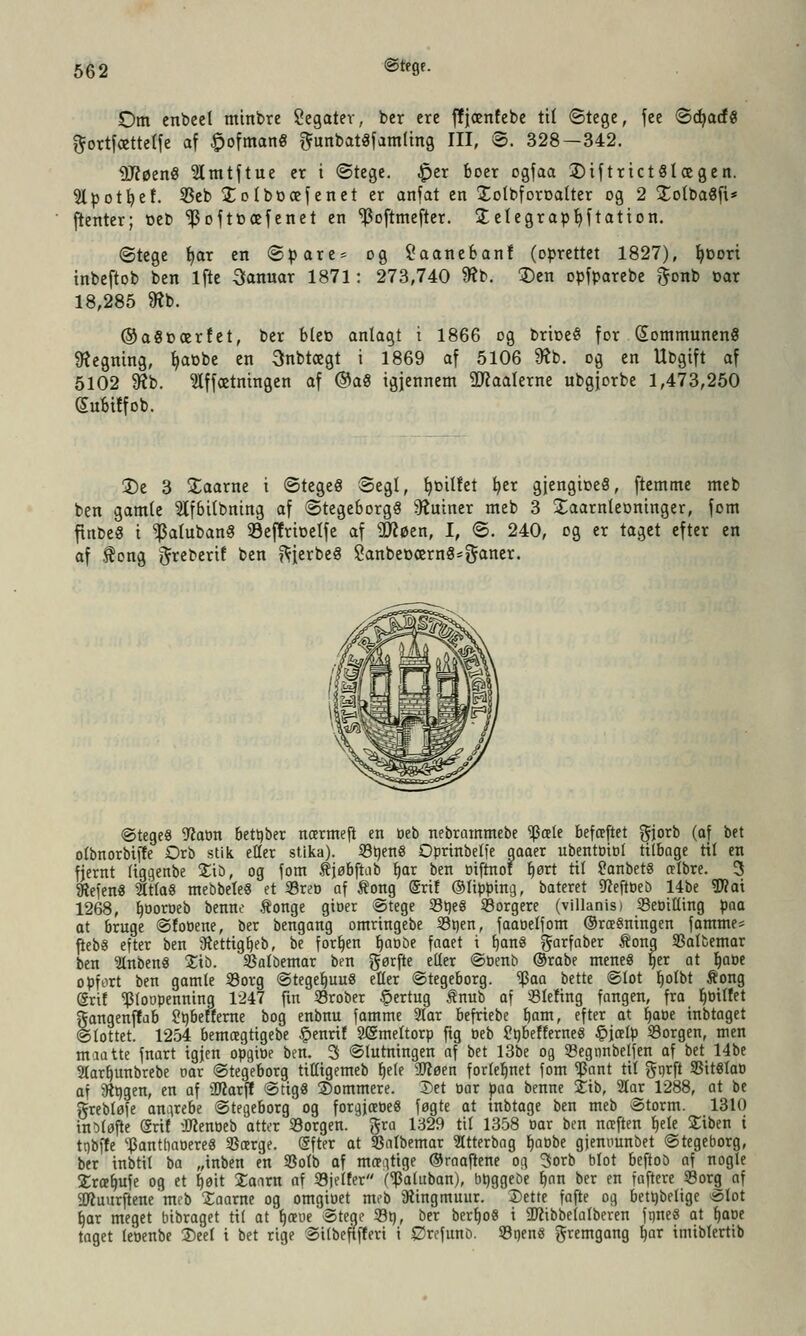 562
Stege.
Om endeel mindre Legater, der ere skjænkede til Stege, see Schacks
Fortsættelse af Hofmans Fundatssamling III, S. 328—342.
Møens Amtstue er i Stege. Her boer ogsaa Districtslægen.
Apothek. Ved Toldvæsenet er ansat en Toldforvalter og 2 Toldassi-
stenter; ved Postvæsenet en Postmester. Telegraphstation.
Stege har en Spare- og Laanebank (oprettet 1827), hvori
indestod den 1ste Januar 1871: 273,740 Rd. Den opsparede Fond var
18,285 Rd.
Gasværket, der blev anlagt i 1866 og drives for Communens
Regning, havde en Indtægt i 1869 af 5106 Rd. og en Udgift af
5102 Rd. Affætningen af Gas igjennem Maalerne udgjorde 1,473,250
Cubikfod.
De 3 Taarne i Steges Segl, hvilket her gjengives, stemme med
den gamle Afbildning af Stegeborgs Ruiner med 3 Taarnlevninger, som
findes i Paludans Beskrivelse af Møen, I, S. 240, og er taget efter en
af Kong Frederik den Fjerdes Landeværns-Faner.
STEEGE RAADSTUE SEIGEL
Steges Navn betyder nærmest en ved nedrammede Pæle befæstet Fjord (af det
oldnordiske Ord stik eller stika). Byens Oprindelse gaaer udentvivl tilbage til en
fjernt liggende Tid, og som Kjøbstad har den vistnok hørt til Landets ældre. I
Resens Atlas meddeles et Brev af Kong Erik Glipping, dateret Nestved 14de Mai
1268, hvorved denne Konge giver Stege Byes Borgere (villanis) Bevilling paa
at bruge Skovene, der dengang omringede Byen, saavelsom Græsningen samme-
steds efter den Rettighed, de forhen havde faaet i hans Farfader Kong Valdemar
den Andens Tid. Valdemar den Første eller Svend Grade menes her at have
opført den gamle Borg Stegehuus eller Stegeborg. Paa dette Slot holdt Kong
Erik Plovpenning 1247 sin Broder Hertug Knud af Bleking fangen, fra hvilket
Fangenskab Lybekkerne dog endnu samme Aar befriede ham, efter at have indtaget
Slottet. 1254 bemægtigede Henrik AEmeltorp sig ved Lybekkernes Hjælp Borgen, men
maatte snart igjen opgive den. I Slutningen af det 13de og Begyndelsen af det 14de
Aarhundrede var Stegeborg tilligemed hele Møen forlehnet som Pant til Fyrst Vitslav
af Rygen, en af Marsk Stigs Dommere. Det var paa denne Tid, Aar 1288, at de
Fredløse angrebe Stegeborg og forgjæves søgte at indtage den med Storm. 1310
indløste Erik Menved atter Borgen. Fra 1329 til 1358 var den næsten hele Tiden i
tydske Panthaveres Værge. Efter at Valdemar Atterdag havde gjenvundet Stegeborg,
der indtil da „inden en Vold af mægtige Graastene og Jord blot bestod af nogle
Træhuse og et høit Taarn af Bjelker“ (Paludan), byggede han der en fastere Borg af
Muurstene med Taarne og omgivet med Ringmuur. Dette faste og betydelige Slot
har meget bidraget til at hæve Stege By, der derhos i Middelalderen synes at have
taget levende Deel i det rige Sildefiskeri i Øresund. Byens Fremgang har imidlertid